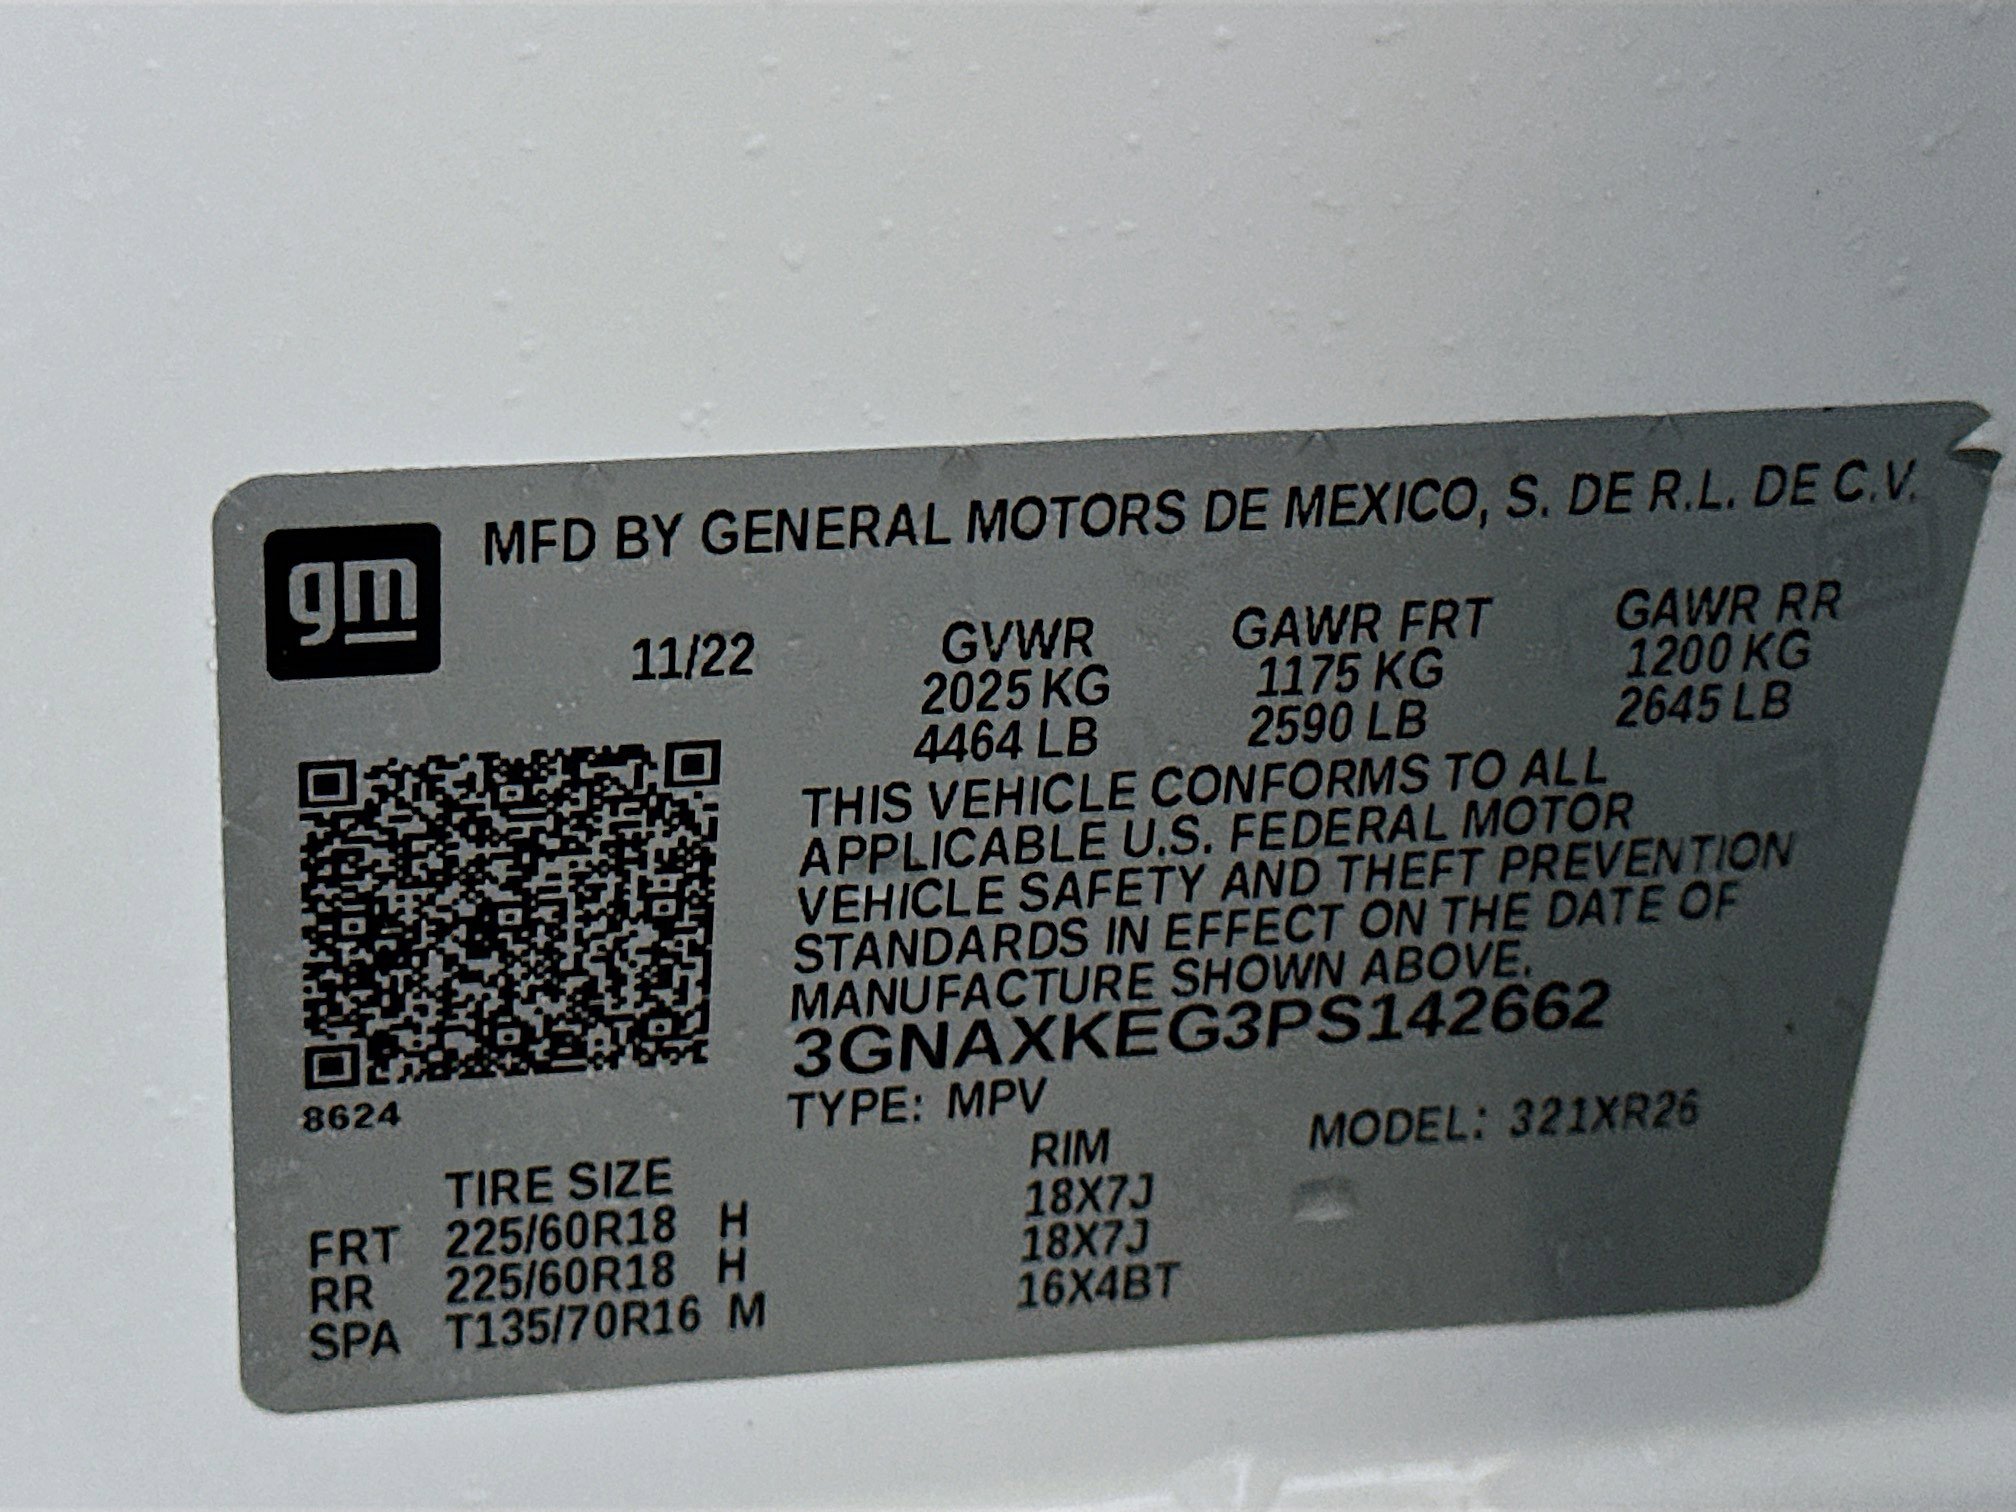 gm
MFD BY GENERAL MOTORS DE MEXICO, S. DE R.L. DE C.V.
11/22 GVWR GAWR FRT GAWR RR
2025 KG 1175 KG 1200 KG
4464 LB 2590 LB 2645 LB
THIS VEHICLE CONFORMS TO ALL
APPLICABLE U.S. FEDERAL MOTOR
VEHICLE SAFETY AND THEFT PREVENTION
STANDARDS IN EFFECT ON THE DATE OF
MANUFACTURE SHOWN ABOVE.
3GNAXKEG3PS142662
8624
TYPE: MPV MODEL: 321XR26
TIRE SIZE RIM
FRT 225/60R18 H 18X7J
RR 225/60R18 H 18X7J
SPA T135/70R16 M 16X4BT